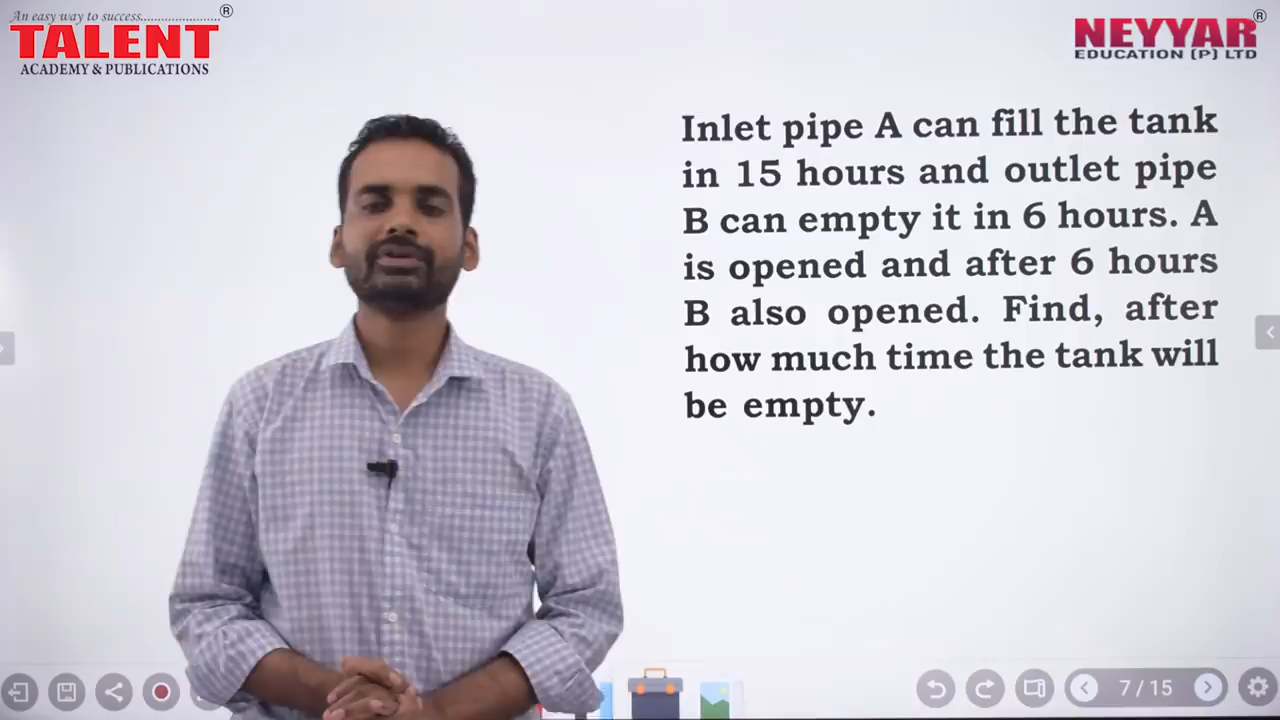 An easy way to success........................ ®
TALENT
ACADEMY & PUBLICATIONS
NEYYAR ®
EDUCATION (P) LTD
Inlet pipe A can fill the tank
in 15 hours and outlet pipe
B can empty it in 6 hours. A
is opened and after 6 hours
B also opened. Find, after
how much time the tank will
be empty.
7 / 15